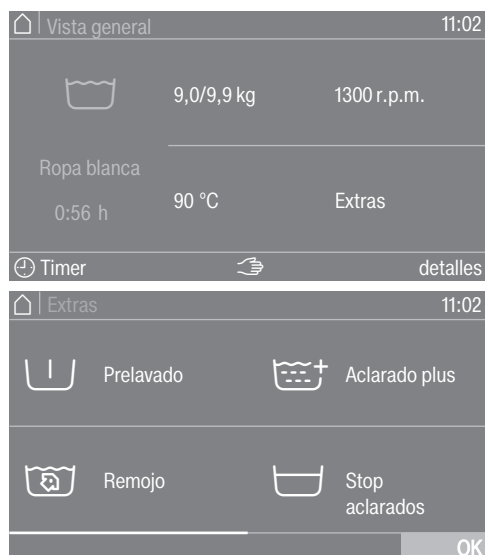 Vista general 11:02
9,0/9,9 kg 1300 r.p.m.
Ropa blanca
0:56 h
90 °C Extras
Timer detalles
Extras 11:02
Prelavado Aclarado plus
Remojo Stop
aclarados
OK